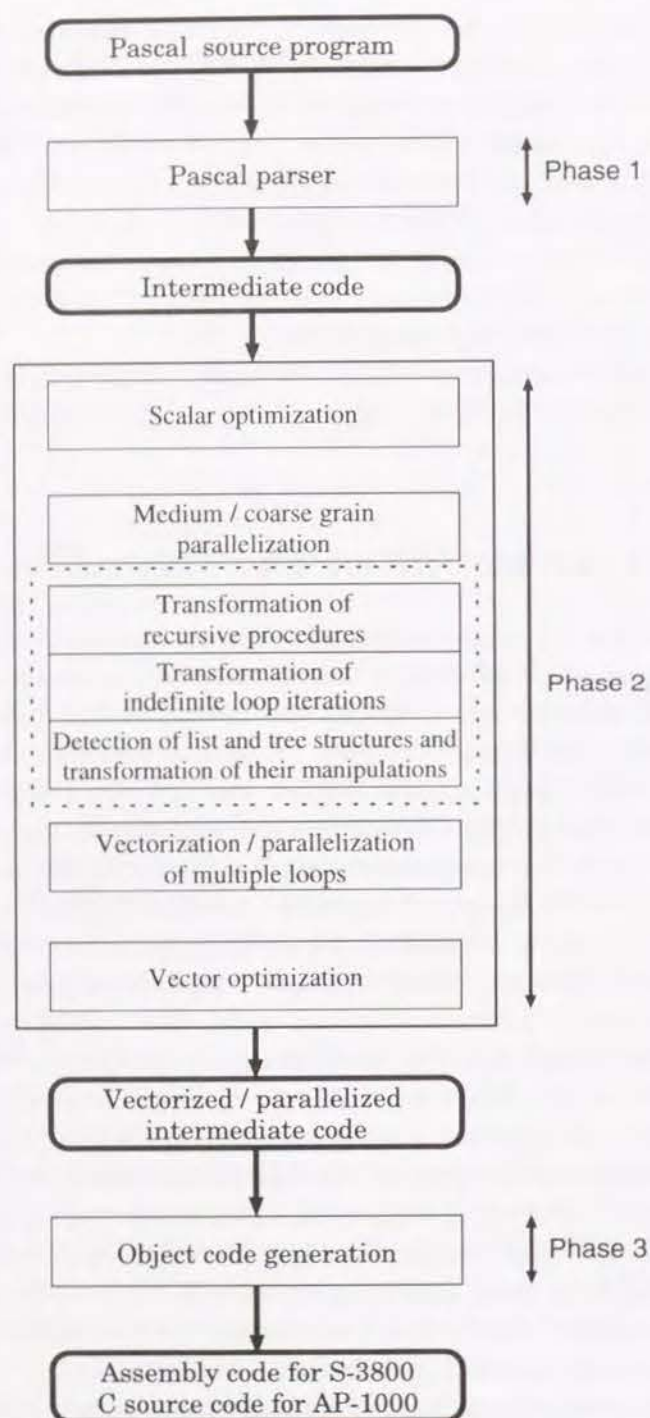 Pascal source program
Pascal parser
Phase 1
Intermediate code
Scalar optimization
Medium / coarse grain
parallelization
Transformation of
recursive procedures
Transformation of
indefinite loop iterations
Phase 2
Detection of list and tree structures and
transformation of their manipulations
Vectorization / parallelization
of multiple loops
Vector optimization
Vectorized / parallelized
intermediate code
Object code generation
Phase 3
Assembly code for S-3800
C source code for AP-1000